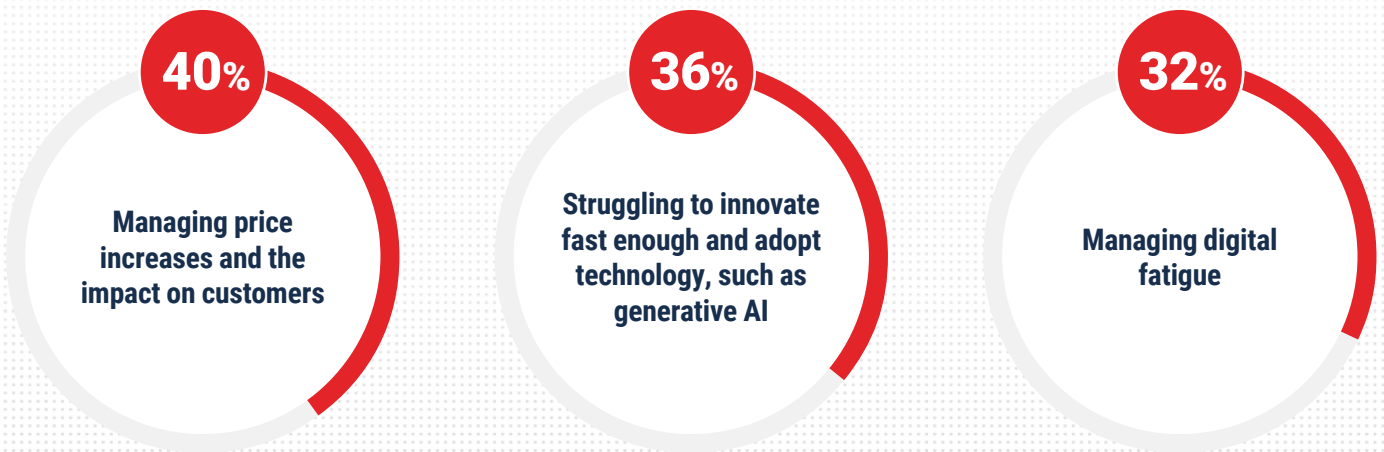 40%
Managing price
increases and the
impact on customers
36%
Struggling to innovate
fast enough and adopt
technology, such as
generative AI
32%
Managing digital
fatigue